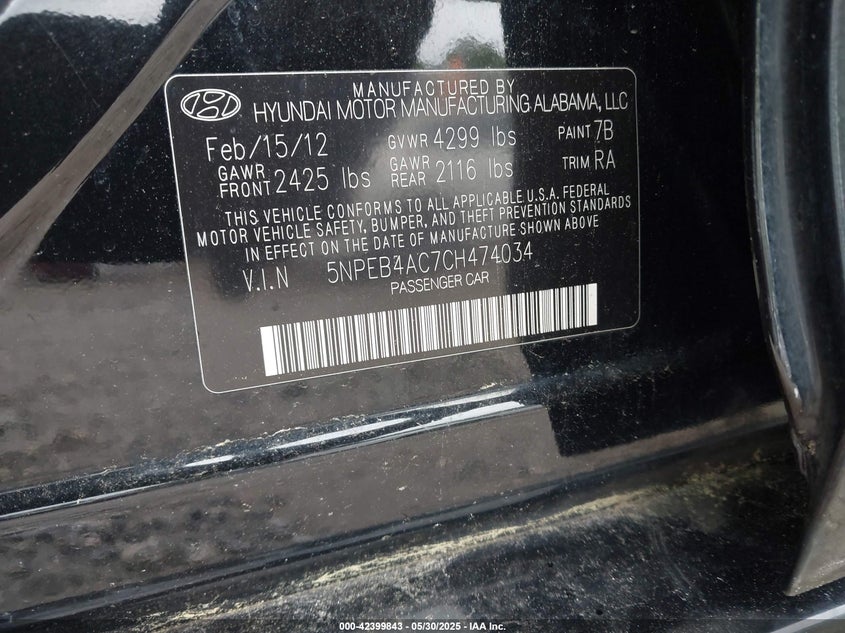 MANUFACTURED BY
HYUNDAI MOTOR MANUFACTURING ALABAMA, LLC
Feb/15/12 GVWR 4299 lbs PAINT 7B
GAWR FRONT 2425 lbs GAWR REAR 2116 lbs TRIM RA
THIS VEHICLE CONFORMS TO ALL APPLICABLE U.S.A. FEDERAL
MOTOR VEHICLE SAFETY, BUMPER, AND THEFT PREVENTION STANDARDS
IN EFFECT ON THE DATE OF MANUFACTURE SHOWN ABOVE
V.I.N 5NPEB4AC7CH474034
PASSENGER CAR
000-42399843 - 05/30/2025 - IAA Inc.